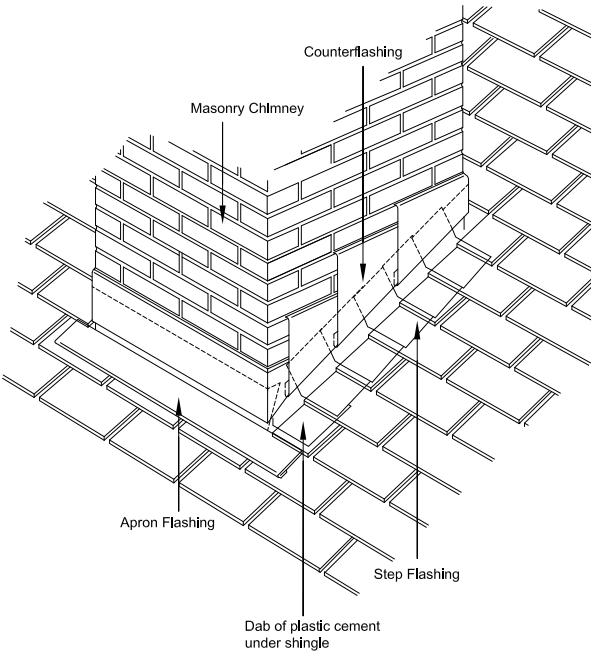 Counterflashing
Masonry Chimney
Apron Flashing
Step Flashing
Dab of plastic cement
under shingle